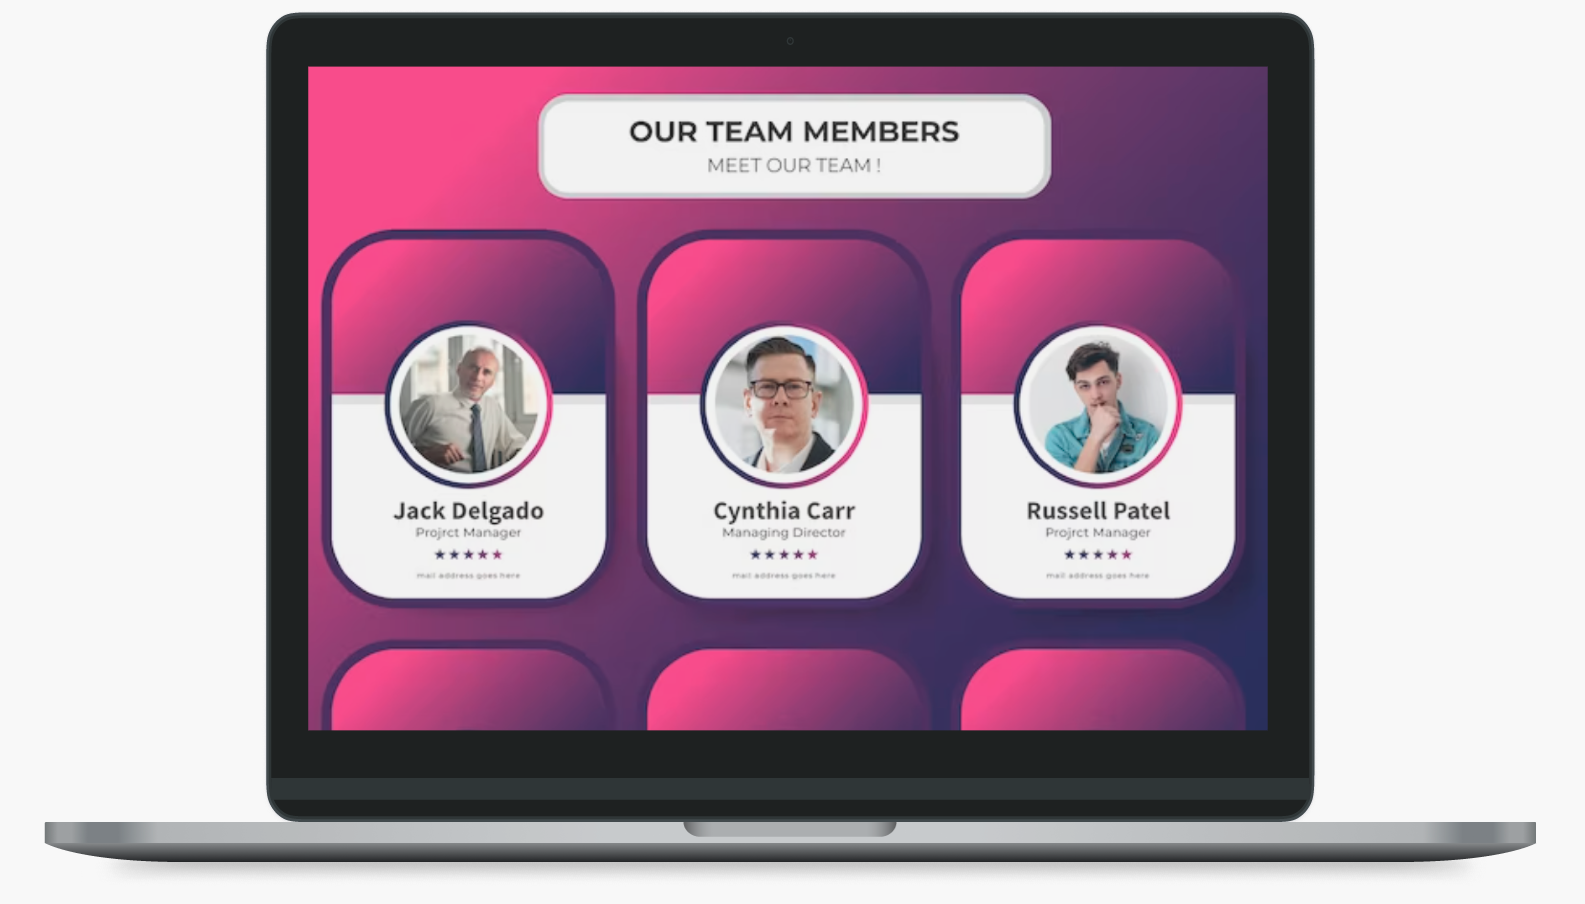 OUR TEAM MEMBERS
MEET OUR TEAM !
Jack Delgado
Projrct Manager
mail address goes here
Cynthia Carr
Managing Director
mail address goes here
Russell Patel
Projrct Manager
mail address goes here